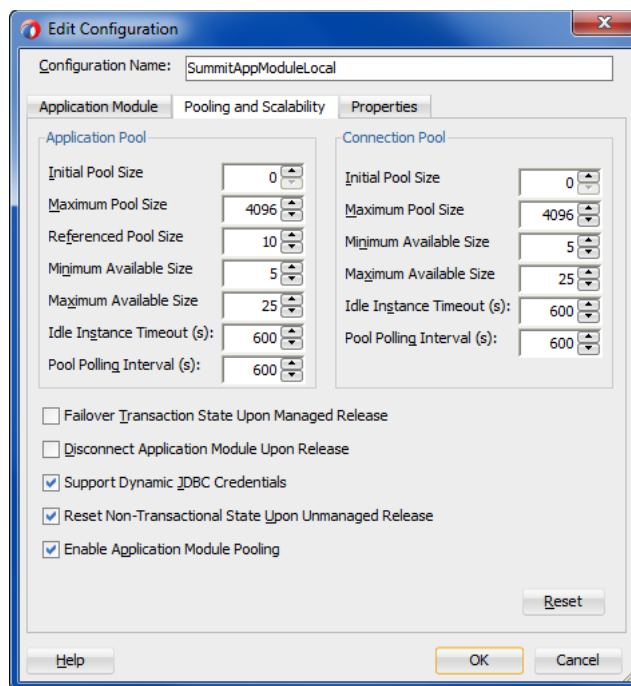 Edit Configuration
Configuration Name: SummitAppModuleLocal
Application Module Pooling and Scalability Properties
Application Pool
Initial Pool Size 0
Maximum Pool Size 4096
Referenced Pool Size 10
Minimum Available Size 5
Maximum Available Size 25
Idle Instance Timeout (s): 600
Pool Polling Interval (s): 600
Connection Pool
Initial Pool Size 0
Maximum Pool Size 4096
Minimum Available Size 5
Maximum Available Size 25
Idle Instance Timeout (s): 600
Pool Polling Interval (s): 600
Failover Transaction State Upon Managed Release
Disconnect Application Module Upon Release
Support Dynamic JDBC Credentials
Reset Non-Transactional State Upon Unmanaged Release
Enable Application Module Pooling
Reset
Help OK Cancel